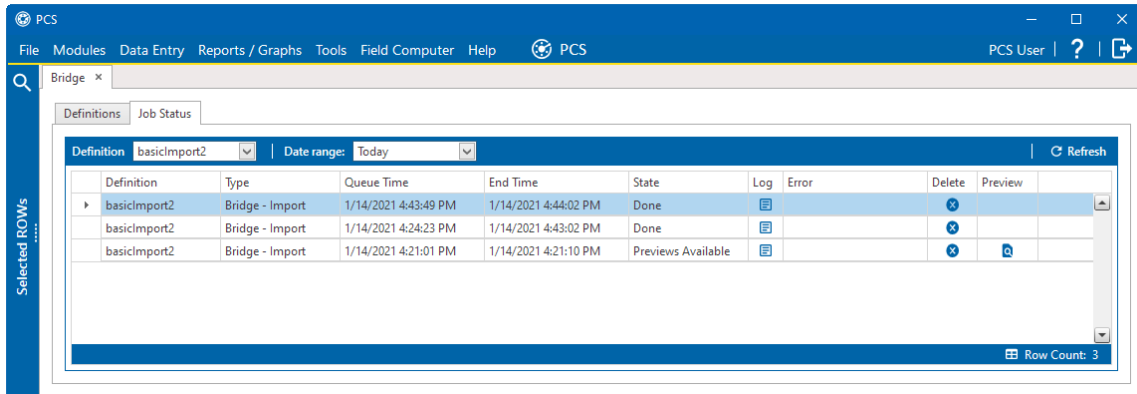 PCS
File Modules Data Entry Reports / Graphs Tools Field Computer Help PCS PCS User | ? |
Bridge ×
Definitions Job Status
Definition basicImport2 | Date range: Today | Refresh
Definition Type Queue Time End Time State Log Error Delete Preview
basicImport2 Bridge - Import 1/14/2021 4:43:49 PM 1/14/2021 4:44:02 PM Done
basicImport2 Bridge - Import 1/14/2021 4:24:23 PM 1/14/2021 4:43:02 PM Done
basicImport2 Bridge - Import 1/14/2021 4:21:01 PM 1/14/2021 4:21:10 PM Previews Available
Selected ROWs
Row Count: 3